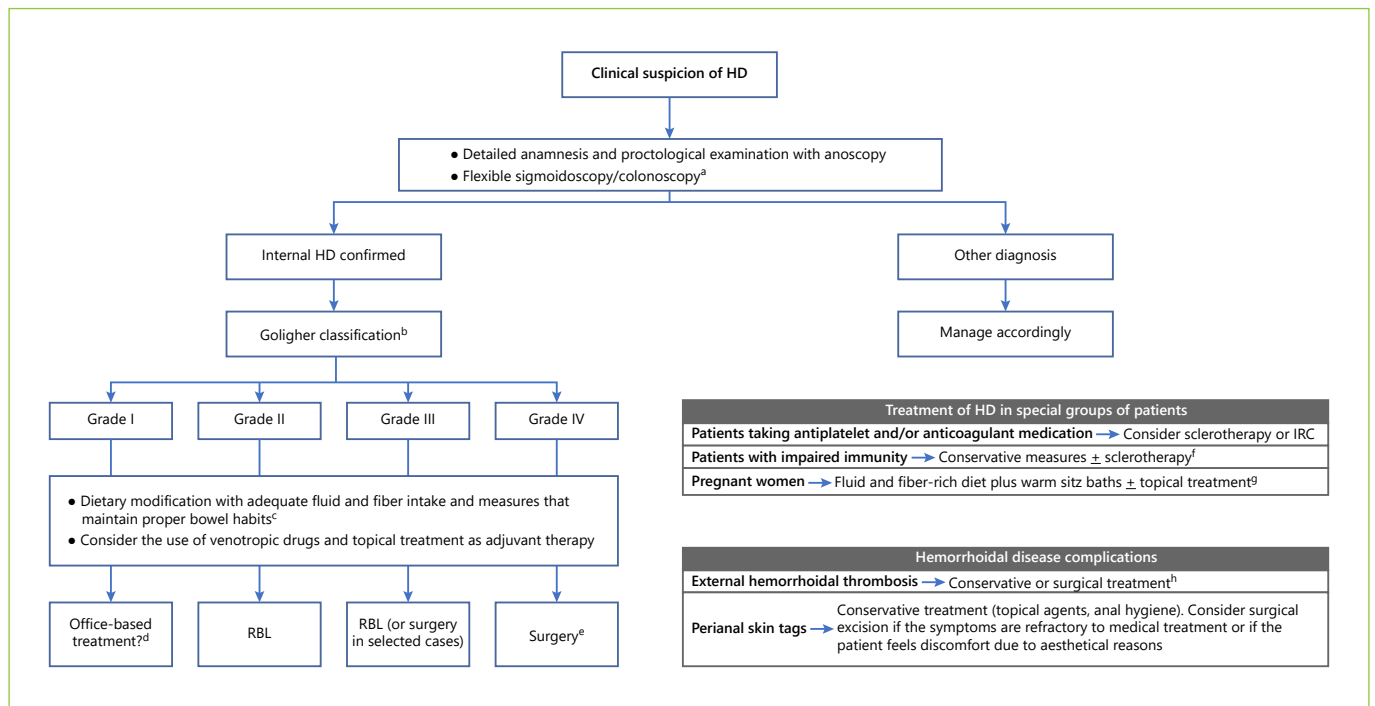 Clinical suspicion of HD
● Detailed anamnesis and proctological examination with anoscopy
● Flexible sigmoidoscopy/colonoscopyᵃ
Internal HD confirmed
Other diagnosis
Goligher classificationᵇ
Manage accordingly
Grade I
Grade II
Grade III
Grade IV
● Dietary modification with adequate fluid and fiber intake and measures that
maintain proper bowel habitsᶜ
● Consider the use of venotropic drugs and topical treatment as adjuvant therapy
Office-based
treatment?ᵈ
RBL
RBL (or surgery
in selected cases)
Surgeryᵉ
Treatment of HD in special groups of patients
Patients taking antiplatelet and/or anticoagulant medication → Consider sclerotherapy or IRC
Patients with impaired immunity → Conservative measures ± sclerotherapyᶠ
Pregnant women → Fluid and fiber-rich diet plus warm sitz baths ± topical treatmentᵍ
Hemorrhoidal disease complications
External hemorrhoidal thrombosis → Conservative or surgical treatmentʰ
Perianal skin tags →
Conservative treatment (topical agents, anal hygiene). Consider surgical
excision if the symptoms are refractory to medical treatment or if the
patient feels discomfort due to aesthetical reasons